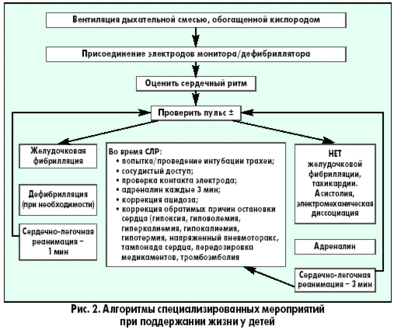 Вентиляция дыхательной смесью, обогащенной кислородом
Присоединение электродов монитора/дефибриллятора
Оценить сердечный ритм
Проверить пульс ±
Желудочковая
фибрилляция
Дефибрилляция
(при необходимости)
Сердечно-легочная
реанимация –
1 мин
Во время СЛР:
• попытка/проведение интубации трахеи;
• сосудистый доступ;
• проверка контакта электрода;
• адреналин каждые 3 мин;
• коррекция ацидоза;
• коррекция обратимых причин остановки
сердца (гипоксия, гиповолемия,
гиперкалиемия, гипокалиемия,
гипотермия, напряженный пневмоторакс,
тампонада сердца, передозировка
медикаментов, тромбоэмболия
НЕТ
желудочковой
фибрилляции,
тахикардии.
Асистолия,
электромеханическая
диссоциация
Адреналин
Сердечно-легочная
реанимация – 3 мин
Рис. 2. Алгоритмы специализированных мероприятий
при поддержании жизни у детей